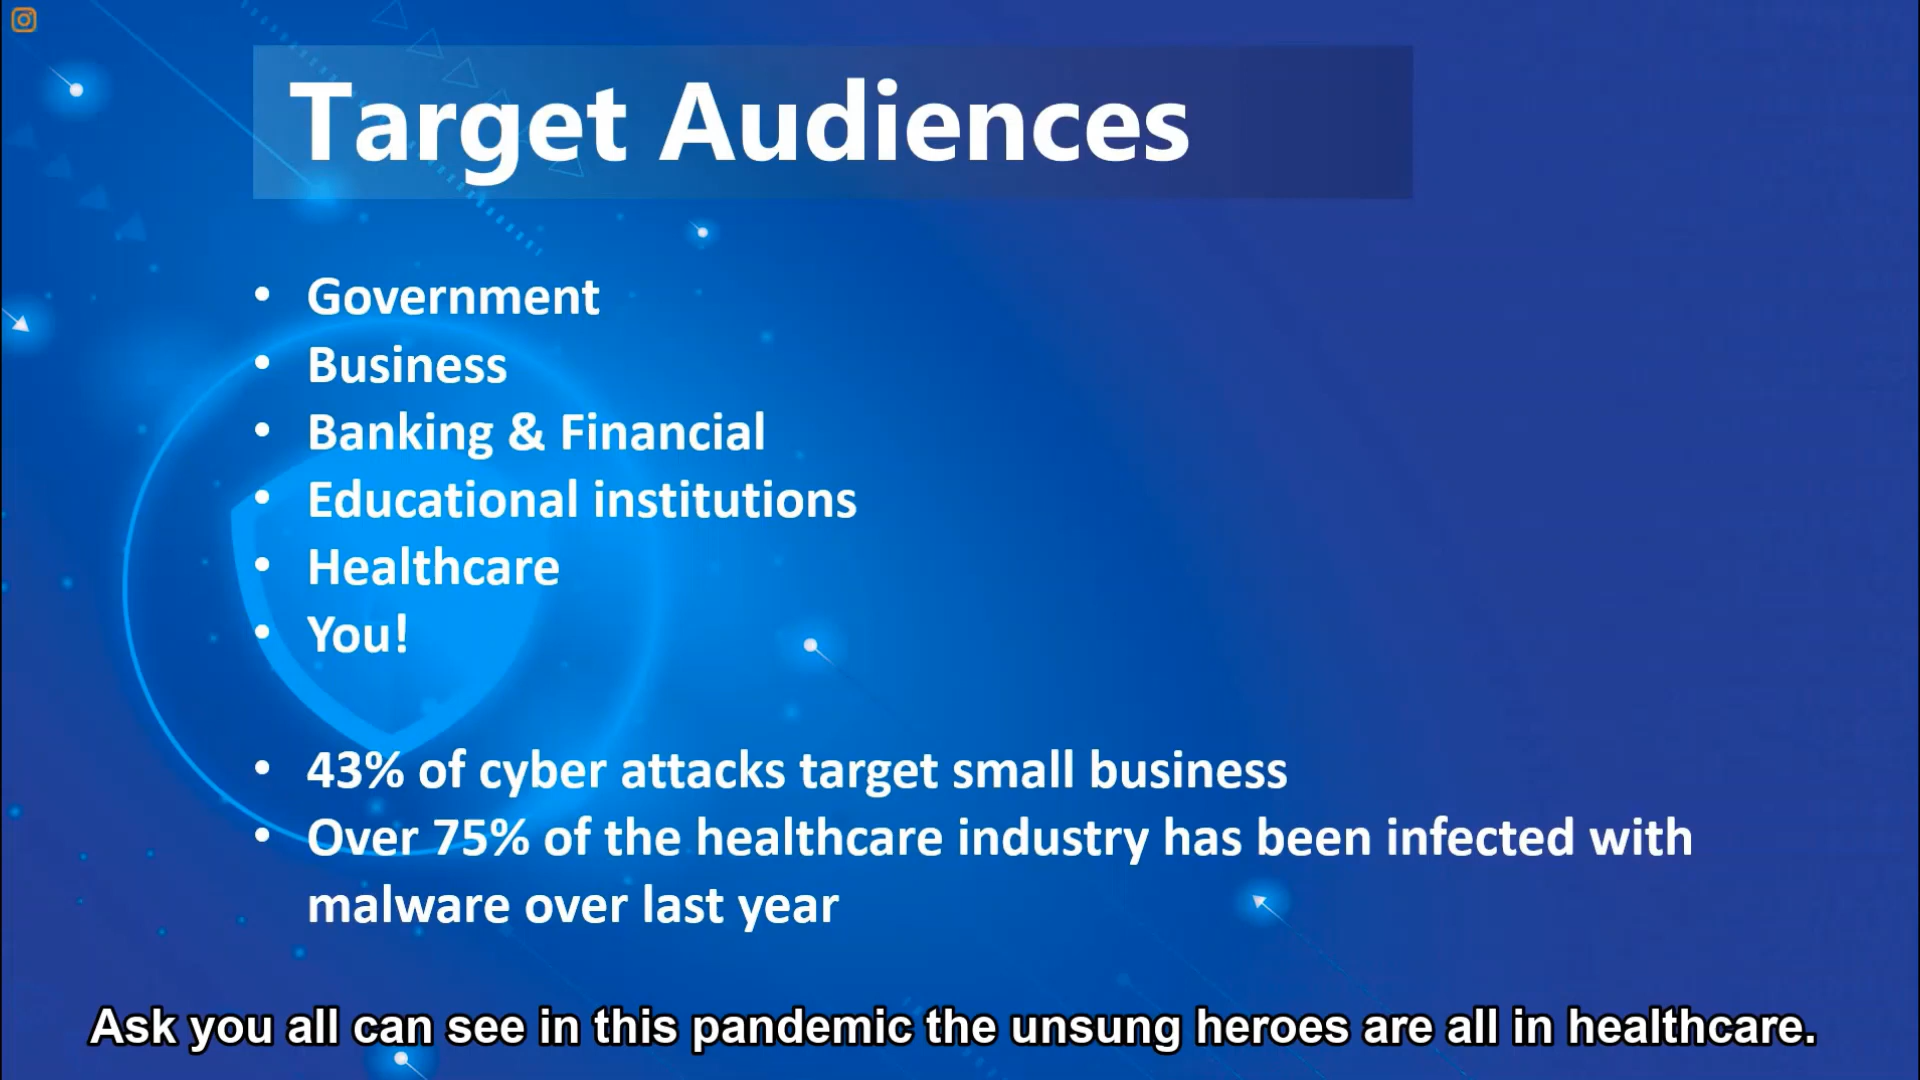 Target Audiences
• Government
• Business
• Banking & Financial
• Educational institutions
• Healthcare
• You!
• 43% of cyber attacks target small business
• Over 75% of the healthcare industry has been infected with
malware over last year
Ask you all can see in this pandemic the unsung heroes are all in healthcare.